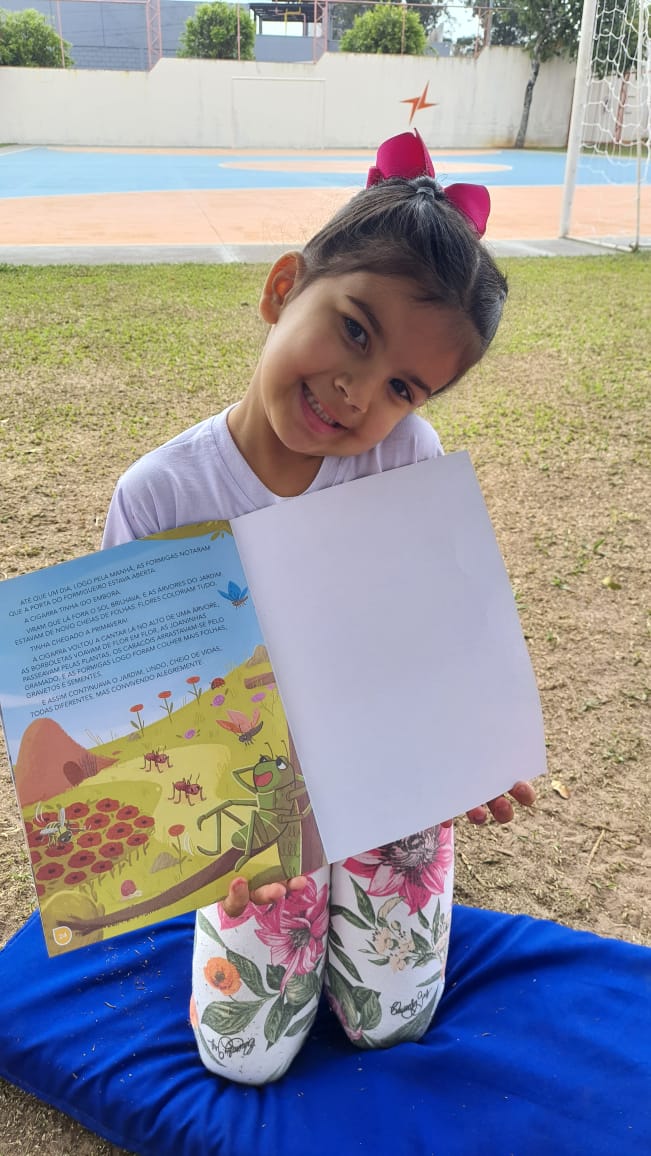 ATÉ QUE UM DIA, LOGO PELA MANHÃ, AS FORMIGAS NOTARAM
QUE A PORTA DO FORMIGUEIRO ESTAVA ABERTA.
A CIGARRA TINHA IDO EMBORA.
VIRAM QUE LÁ FORA O SOL BRILHAVA, E AS ÁRVORES DO JARDIM
ESTAVAM DE NOVO CHEIAS DE FOLHAS. FLORES COLORIAM TUDO.
TINHA CHEGADO A PRIMAVERA!
A CIGARRA VOLTOU A CANTAR LÁ NO ALTO DE UMA ÁRVORE,
AS BORBOLETAS VOAVAM DE FLOR EM FLOR, AS JOANINHAS
PASSEAVAM PELAS PLANTAS, OS CARACÓIS ARRASTAVAM-SE PELO
GRAMADO, E AS FORMIGAS LOGO FORAM COLHER MAIS FOLHAS,
GRAVETOS E SEMENTES.
E ASSIM CONTINUAVA O JARDIM, LINDO, CHEIO DE VIDAS,
TODAS DIFERENTES, MAS CONVIVENDO ALEGREMENTE.
24